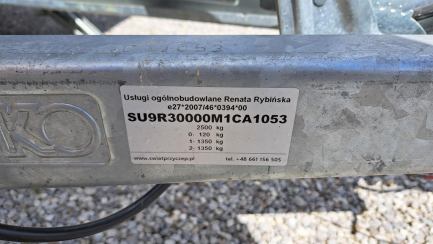 Usługi ogólnobudowlane Renata Rybińska
e27*2007/46*0394*00
SU9R30000M1CA1053
2500 kg
0- 120 kg
1- 1350 kg
2- 1350 kg
www.swiatprzyczep.pl tel. +48 661 156 505
KO